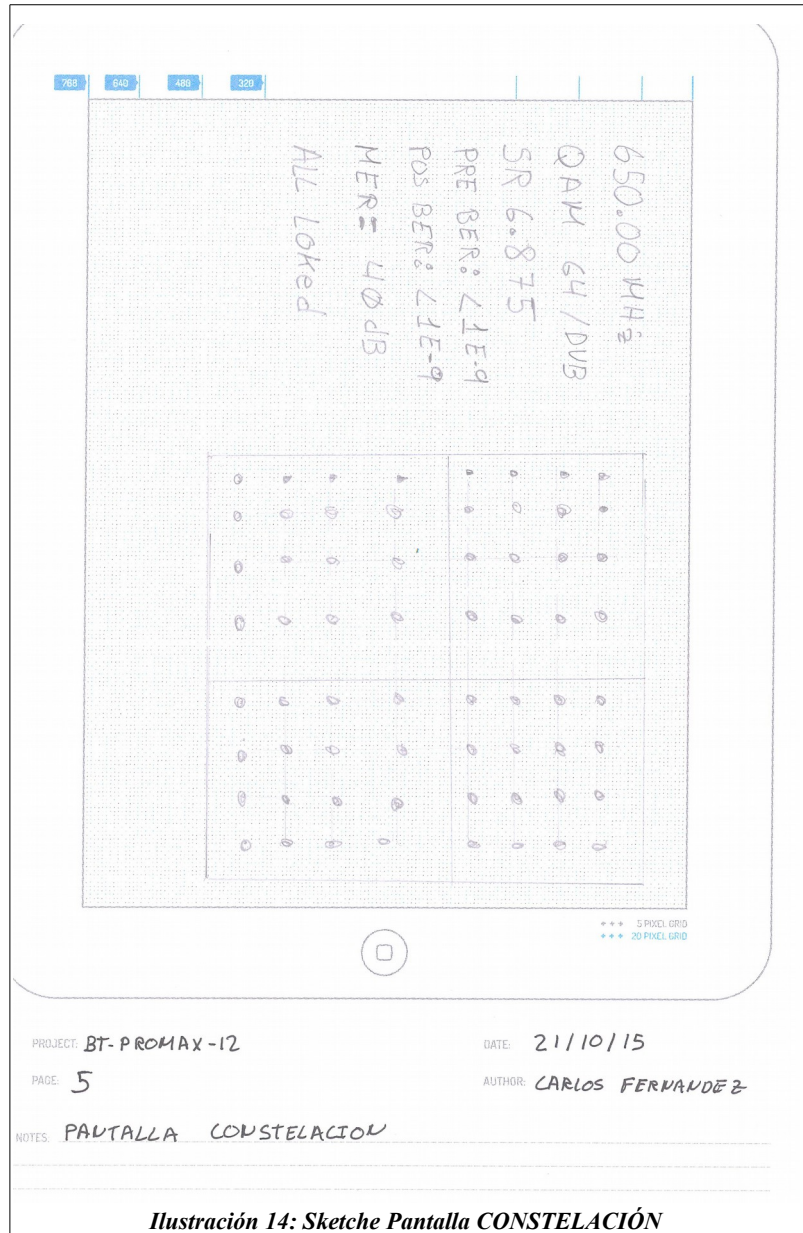 768 640 480 320
650.00 MHz
QAM 64/DVB
SR 6.875
PRE BER: <1E-9
POS BER: <1E-9
MER= 40 dB
ALL Loked
+ + + 5 PIXEL GRID
+ + + 20 PIXEL GRID
PROJECT: BT-PROMAX-12
DATE: 21/10/15
PAGE: 5
AUTHOR: CARLOS FERNANDEZ
NOTES: PANTALLA CONSTELACION
Ilustración 14: Sketche Pantalla CONSTELACIÓN